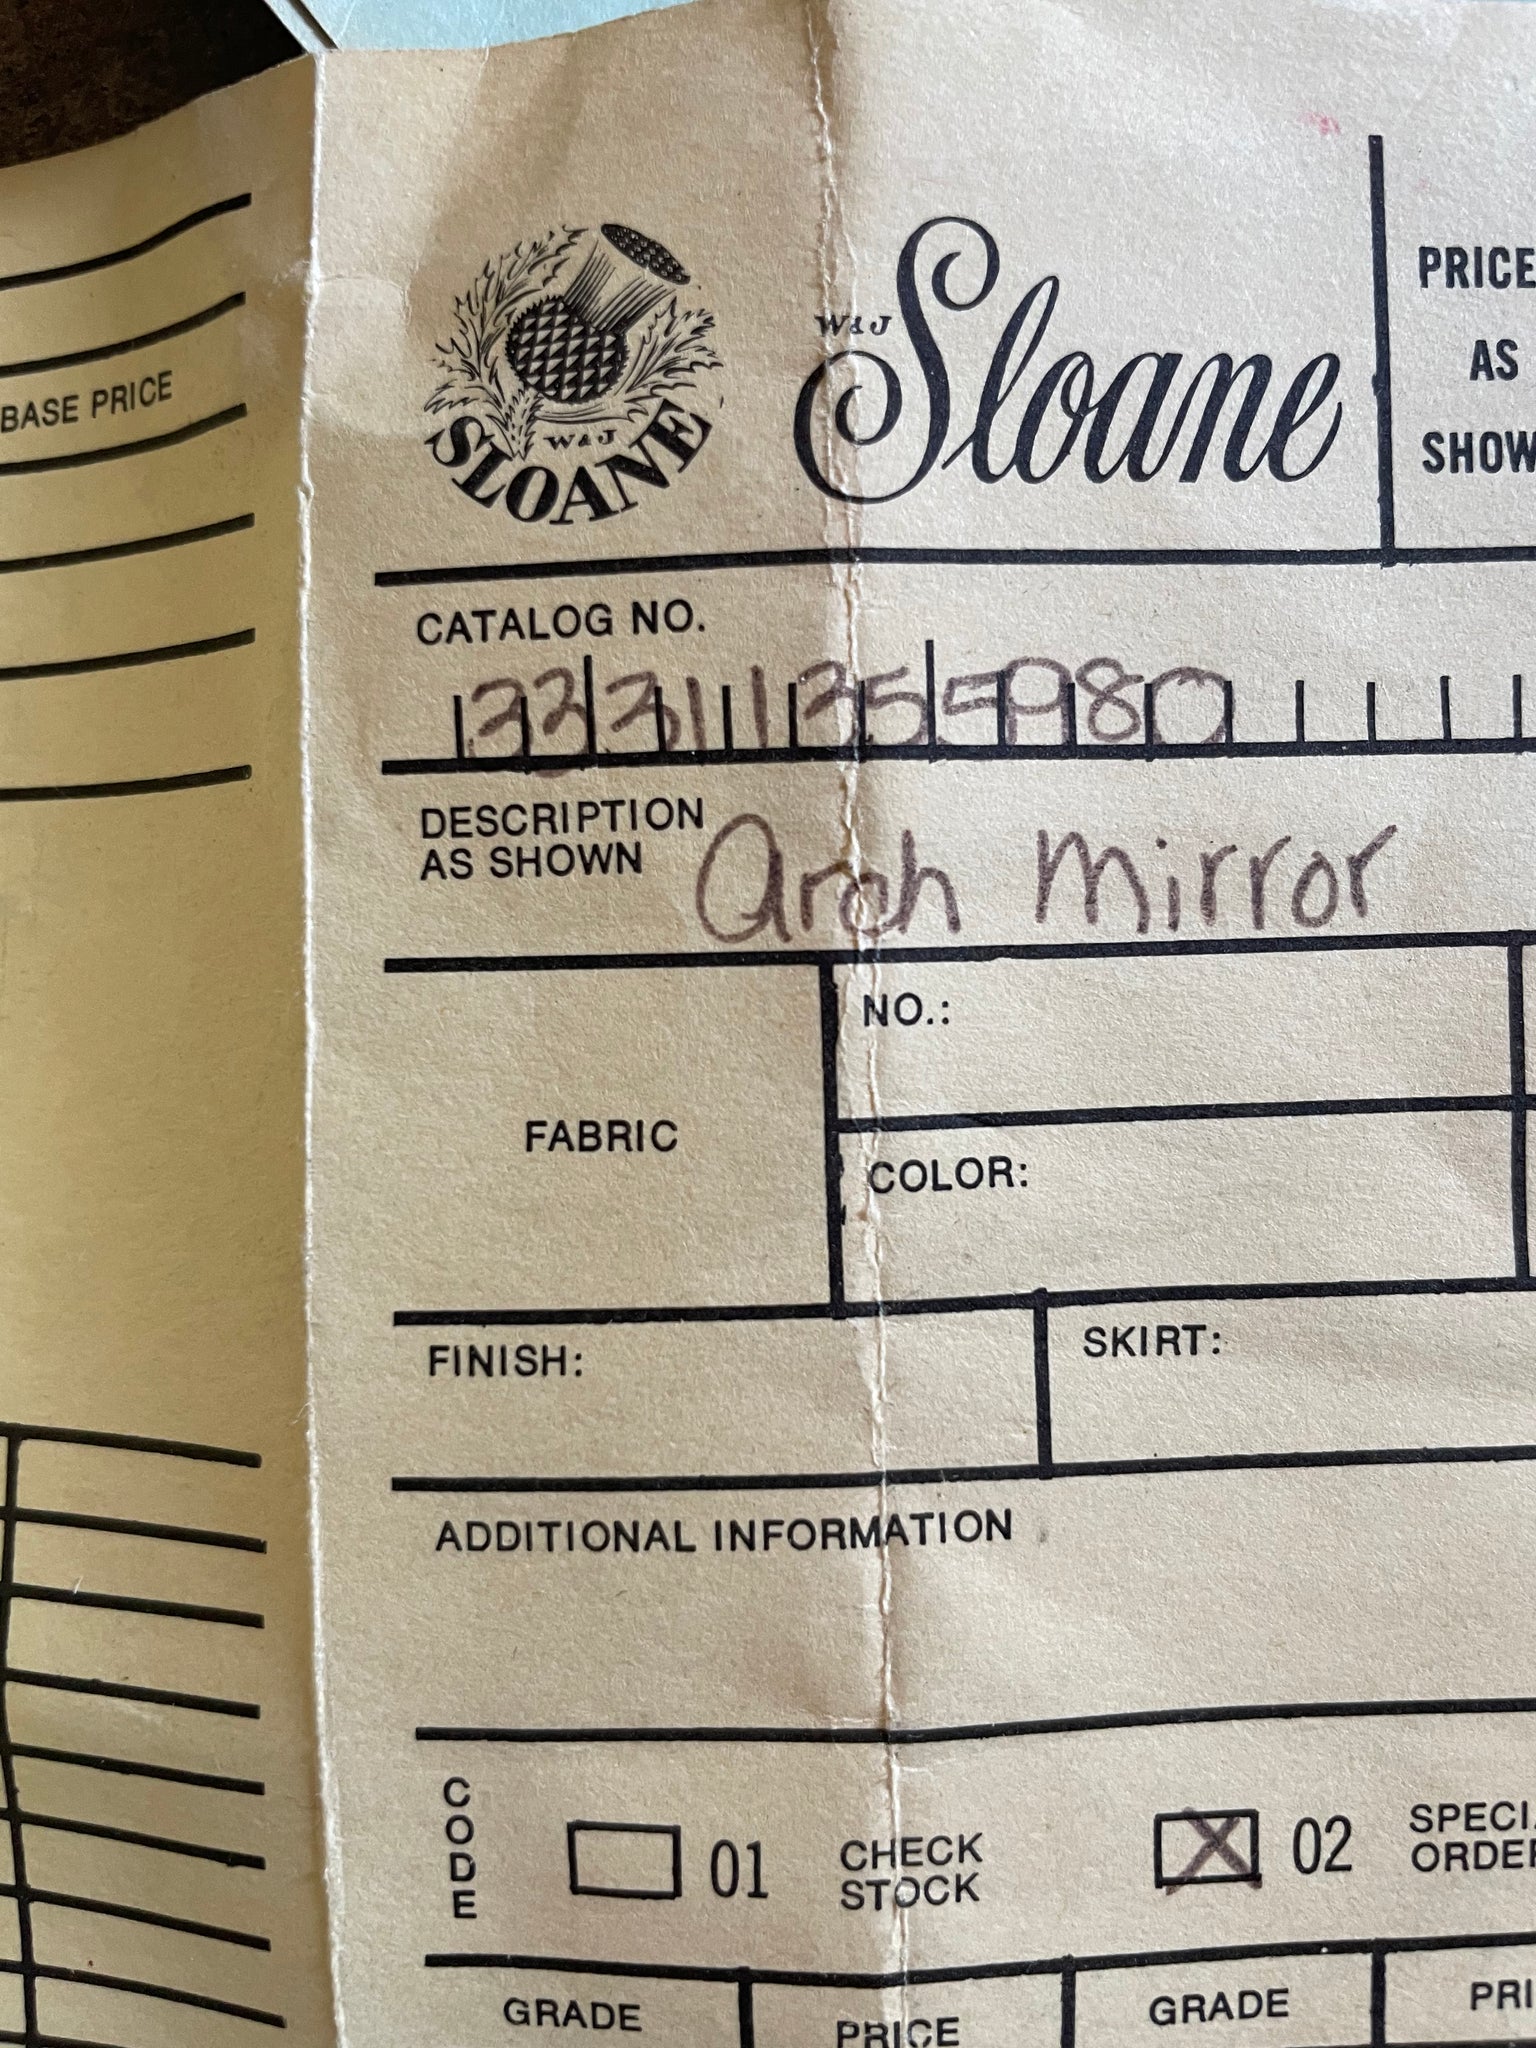 BASE PRICE
W&J
SLOANE
W&J
Sloane
PRICE
AS
SHOW
CATALOG NO.
33311355980
DESCRIPTION
AS SHOWN
Arch Mirror
FABRIC
NO.:
COLOR:
FINISH:
SKIRT:
ADDITIONAL INFORMATION
CODE
01 CHECK STOCK
X 02 SPECI
ORDER
GRADE
PRICE
GRADE
PRI